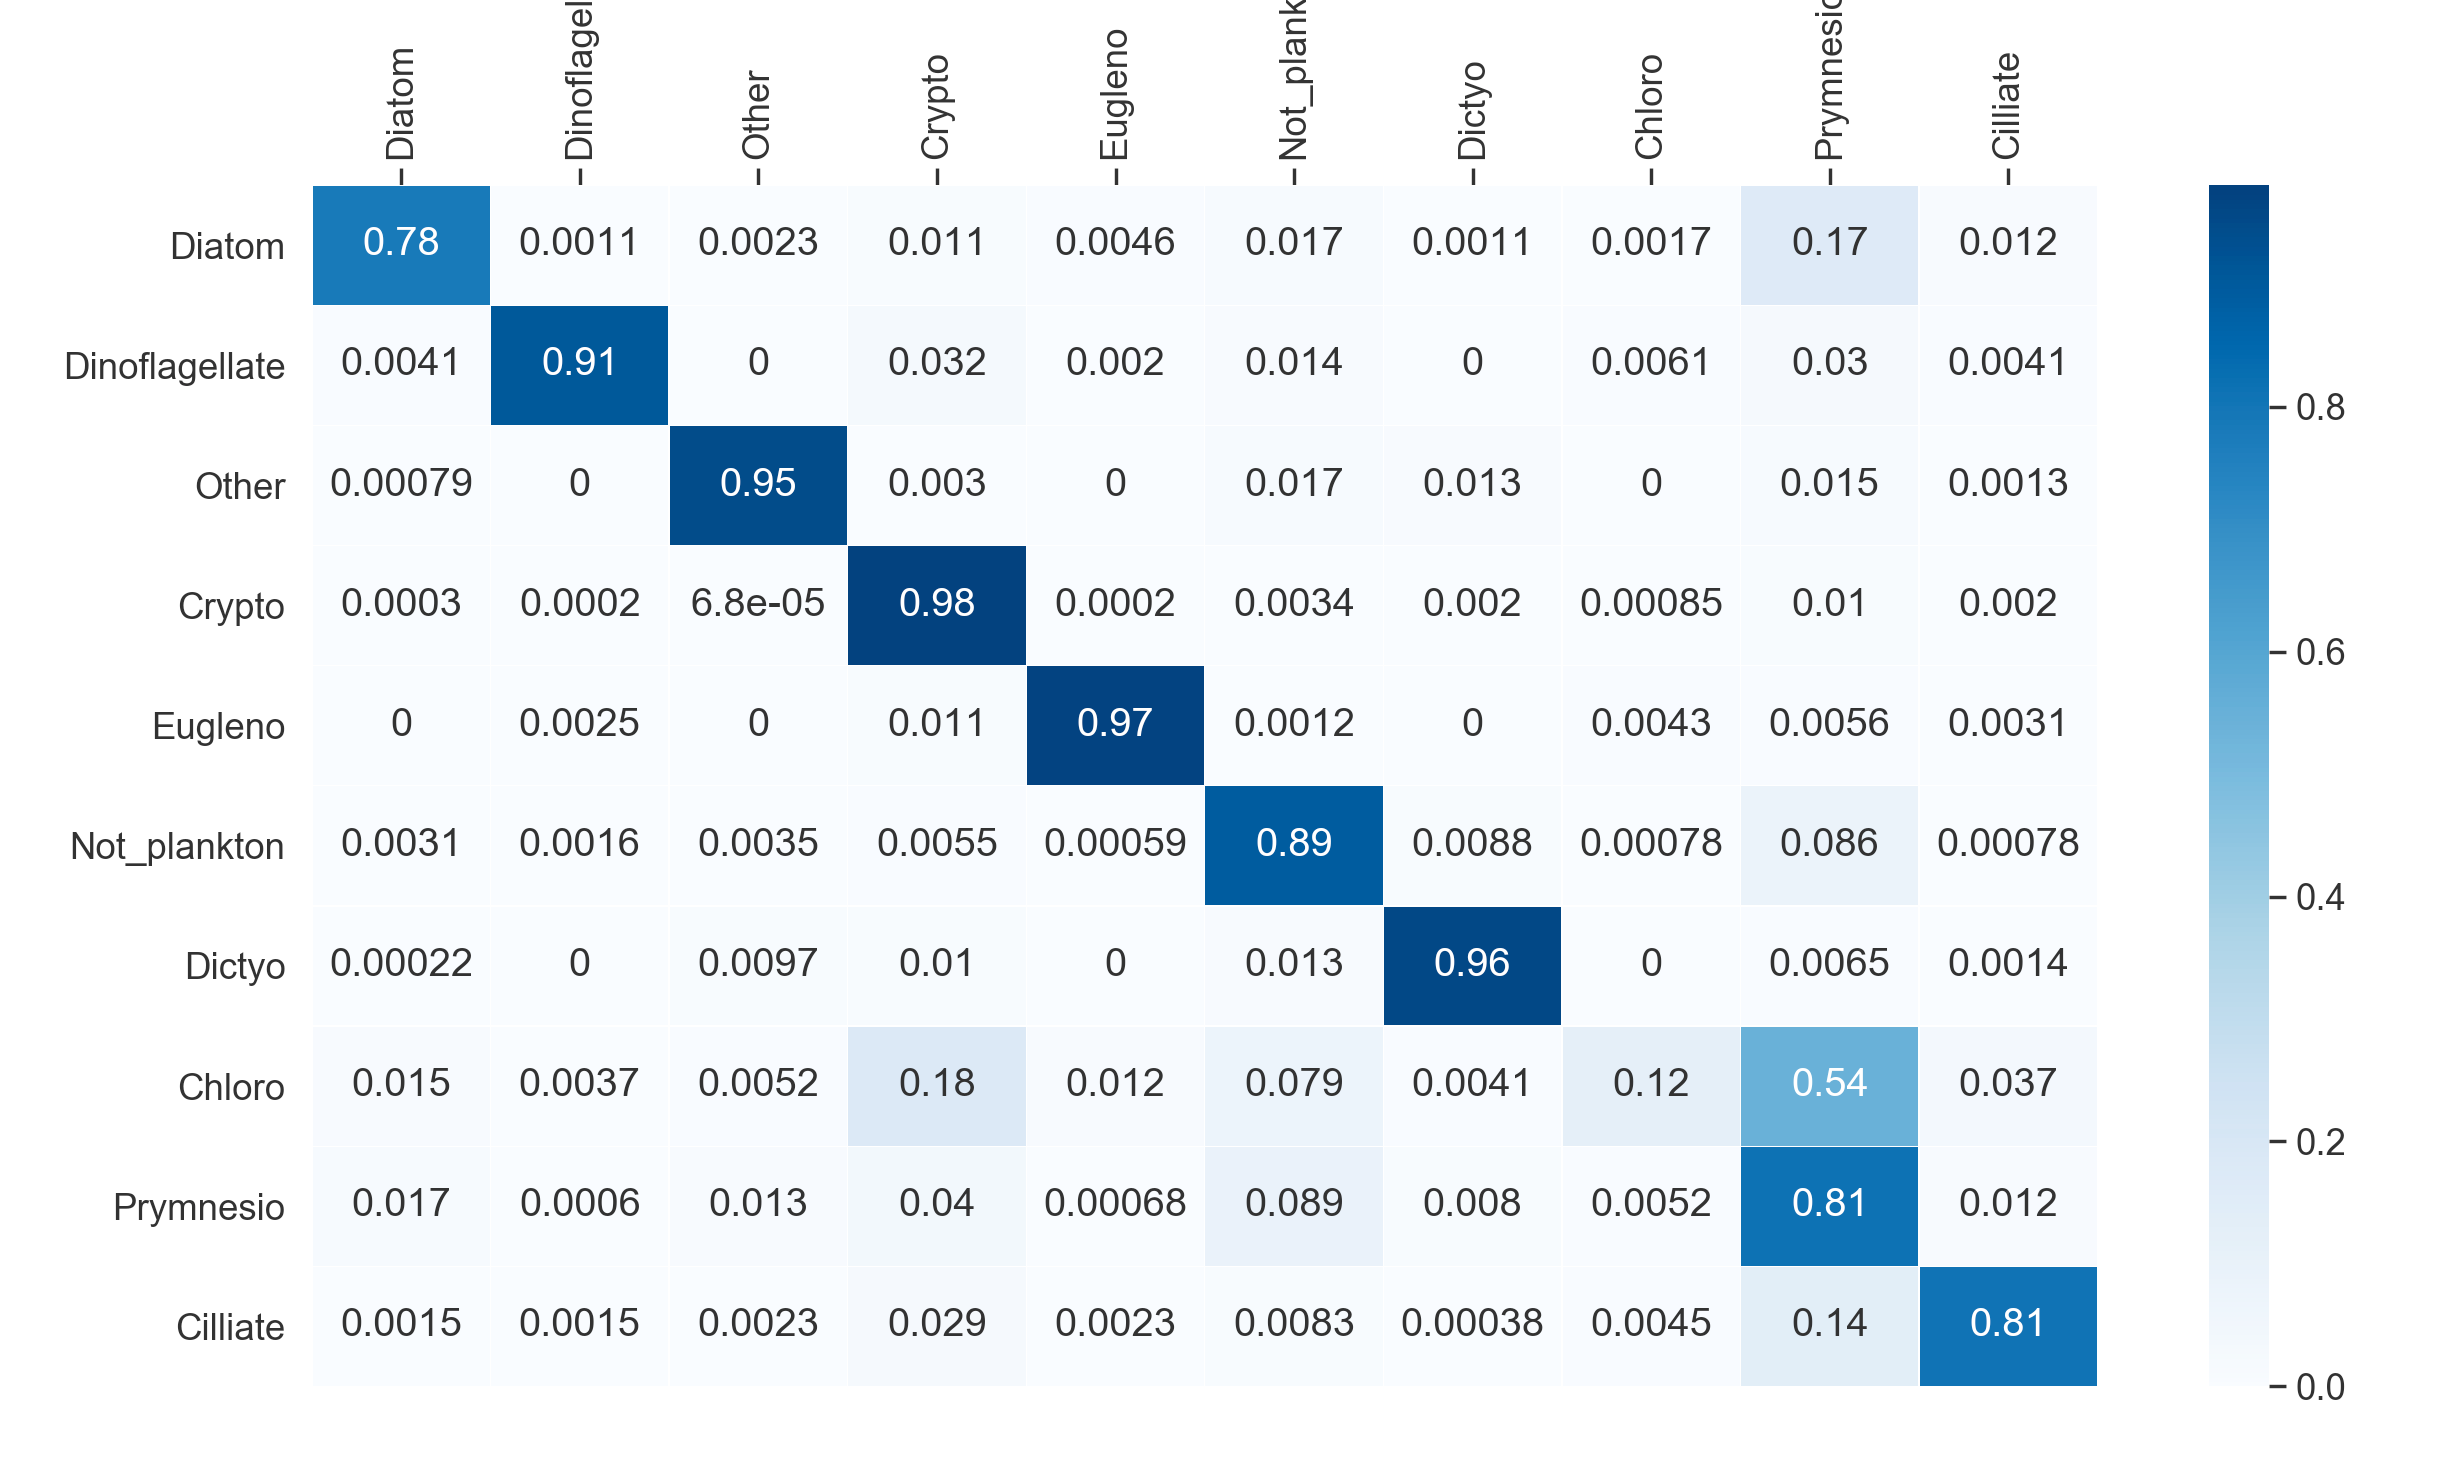 Diatom
Dinoflagel
Other
Crypto
Eugleno
Not_plank
Dictyo
Chloro
Prymnesio
Cilliate
Diatom 0.78 0.0011 0.0023 0.011 0.0046 0.017 0.0011 0.0017 0.17 0.012
Dinoflagellate 0.0041 0.91 0 0.032 0.002 0.014 0 0.0061 0.03 0.0041
0.8
Other 0.00079 0 0.95 0.003 0 0.017 0.013 0 0.015 0.0013
Crypto 0.0003 0.0002 6.8e-05 0.98 0.0002 0.0034 0.002 0.00085 0.01 0.002
0.6
Eugleno 0 0.0025 0 0.011 0.97 0.0012 0 0.0043 0.0056 0.0031
Not_plankton 0.0031 0.0016 0.0035 0.0055 0.00059 0.89 0.0088 0.00078 0.086 0.00078
0.4
Dictyo 0.00022 0 0.0097 0.01 0 0.013 0.96 0 0.0065 0.0014
Chloro 0.015 0.0037 0.0052 0.18 0.012 0.079 0.0041 0.12 0.54 0.037
0.2
Prymnesio 0.017 0.0006 0.013 0.04 0.00068 0.089 0.008 0.0052 0.81 0.012
Cilliate 0.0015 0.0015 0.0023 0.029 0.0023 0.0083 0.00038 0.0045 0.14 0.81
0.0